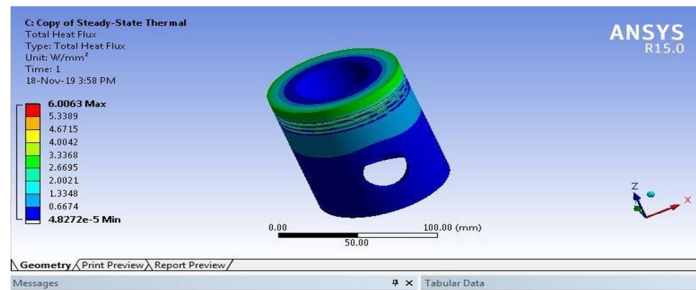 C: Copy of Steady-State Thermal
Total Heat Flux
Type: Total Heat Flux
Unit: W/mm²
Time: 1
18-Nov-19 3:58 PM
ANSYS
R15.0
6.0063 Max
5.3389
4.6715
4.0042
3.3368
2.6695
2.0021
1.3348
0.6674
4.8272e-5 Min
Z
X
0.00
100.00 (mm)
50.00
Geometry
Print Preview
Report Preview
Messages
Tabular Data